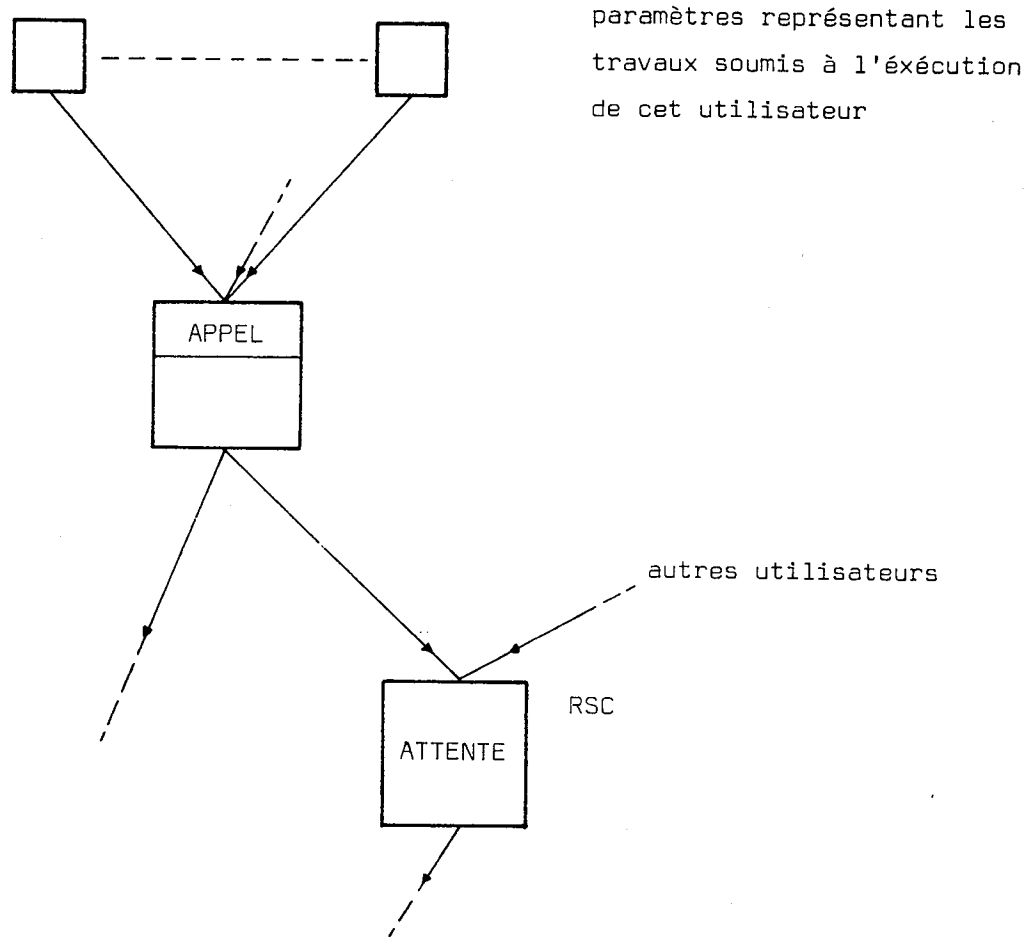 paramètres représentant les
travaux soumis à l'éxécution
de cet utilisateur
APPEL
autres utilisateurs
RSC
ATTENTE